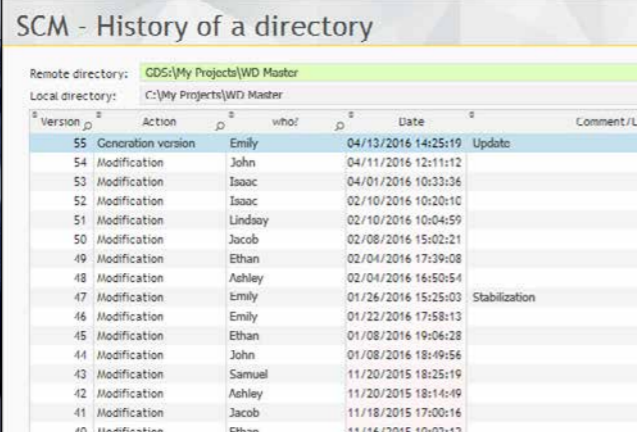 SCM - History of a directory
Remote directory: GDS:\My Projects\WD Master
Local directory: C:\My Projects\WD Master
Version Action who? Date Comment/L
55 Generation version Emily 04/13/2016 14:25:19 Update
54 Modification John 04/11/2016 12:11:12
53 Modification Isaac 04/01/2016 10:33:36
52 Modification Isaac 02/10/2016 10:20:10
51 Modification Lindsay 02/10/2016 10:04:59
50 Modification Jacob 02/08/2016 15:02:21
49 Modification Ethan 02/04/2016 17:39:08
48 Modification Ashley 02/04/2016 16:50:54
47 Modification Emily 01/26/2016 15:25:03 Stabilization
46 Modification Emily 01/22/2016 17:58:13
45 Modification Ethan 01/08/2016 19:06:28
44 Modification John 01/08/2016 18:49:56
43 Modification Samuel 11/20/2015 18:25:19
42 Modification Ashley 11/20/2015 18:14:49
41 Modification Jacob 11/18/2015 17:00:16
40 Modification Ethan